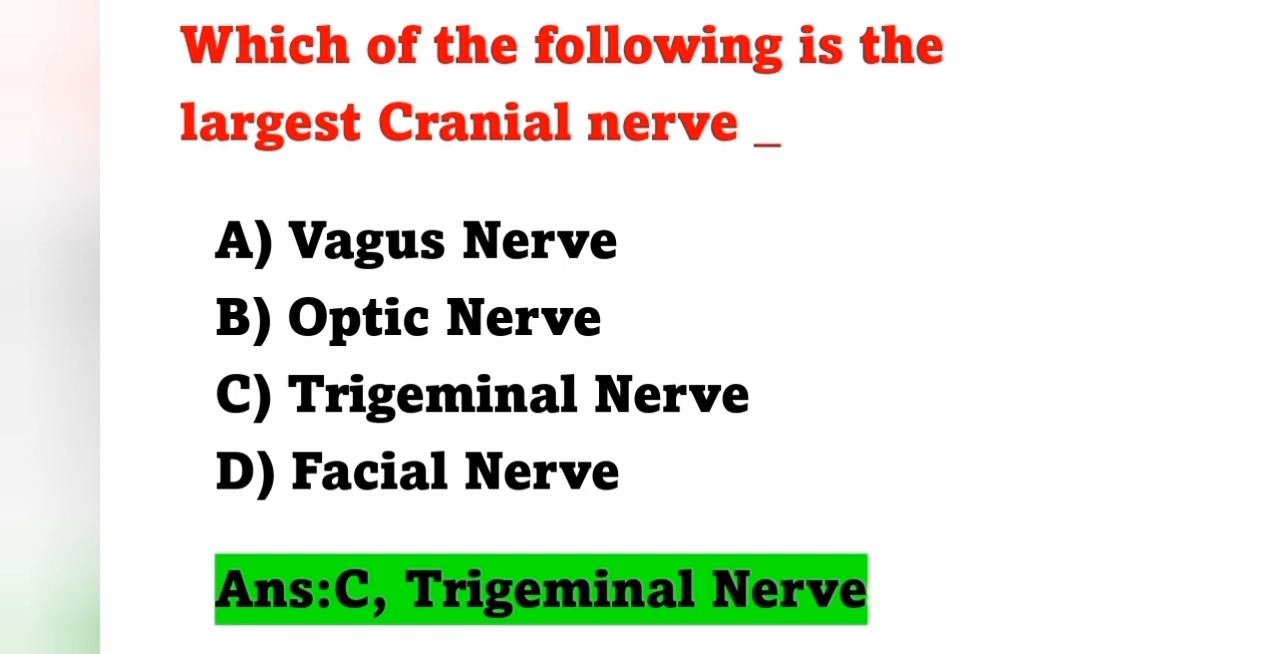 Which of the following is the
largest Cranial nerve _
A) Vagus Nerve
B) Optic Nerve
C) Trigeminal Nerve
D) Facial Nerve
Ans:C, Trigeminal Nerve